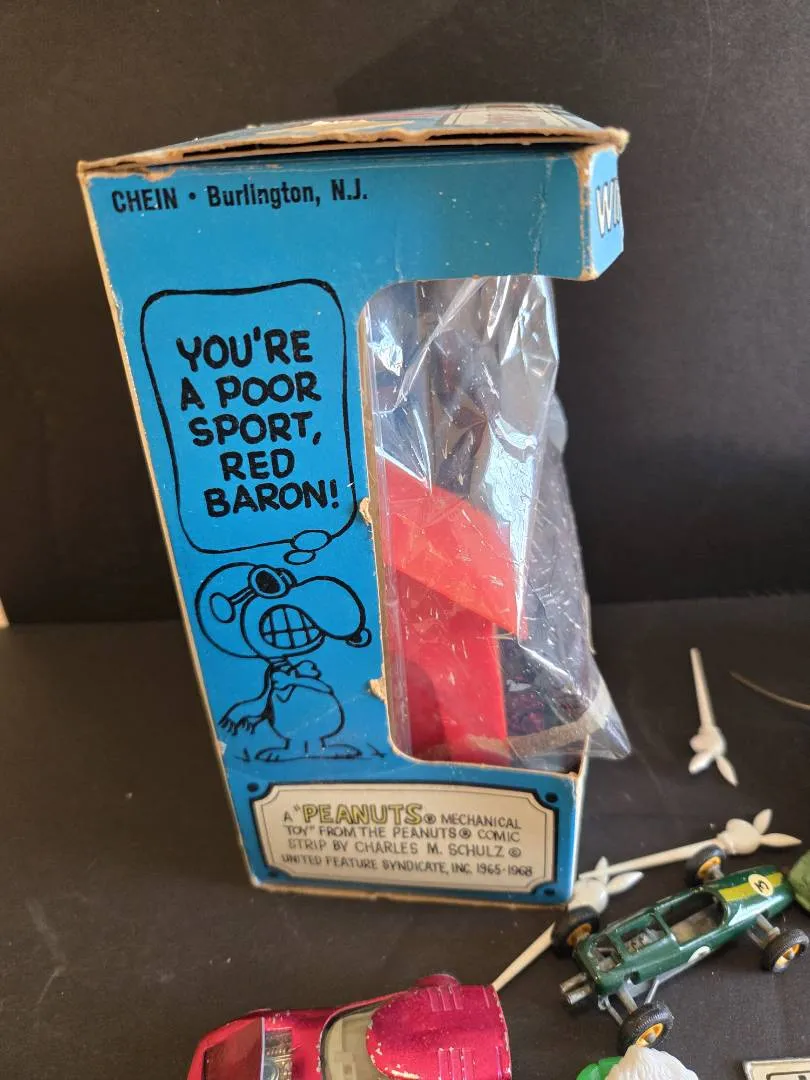 CHEIN • Burlington, N.J.
YOU'RE
A POOR
SPORT,
RED
BARON!
A "PEANUTS® MECHANICAL
TOY" FROM THE PEANUTS® COMIC
STRIP BY CHARLES M. SCHULZ ©
UNITED FEATURE SYNDICATE, INC. 1965-1968
3